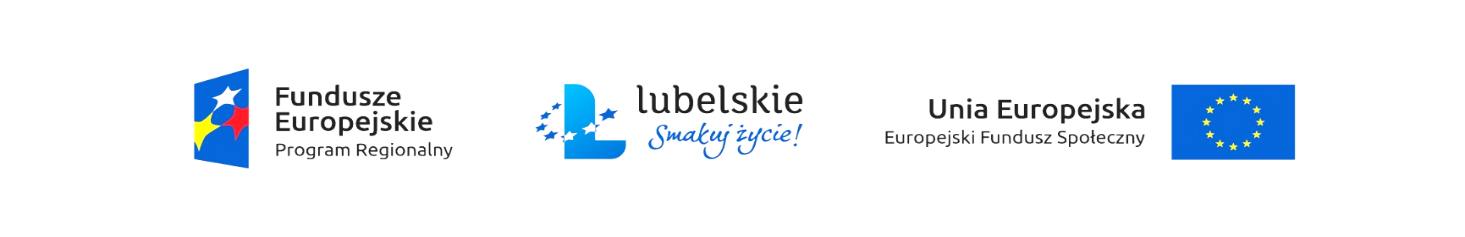 Fundusze
Europejskie
Program Regionalny
lubelskie
Smakuj życie!
Unia Europejska
Europejski Fundusz Społeczny